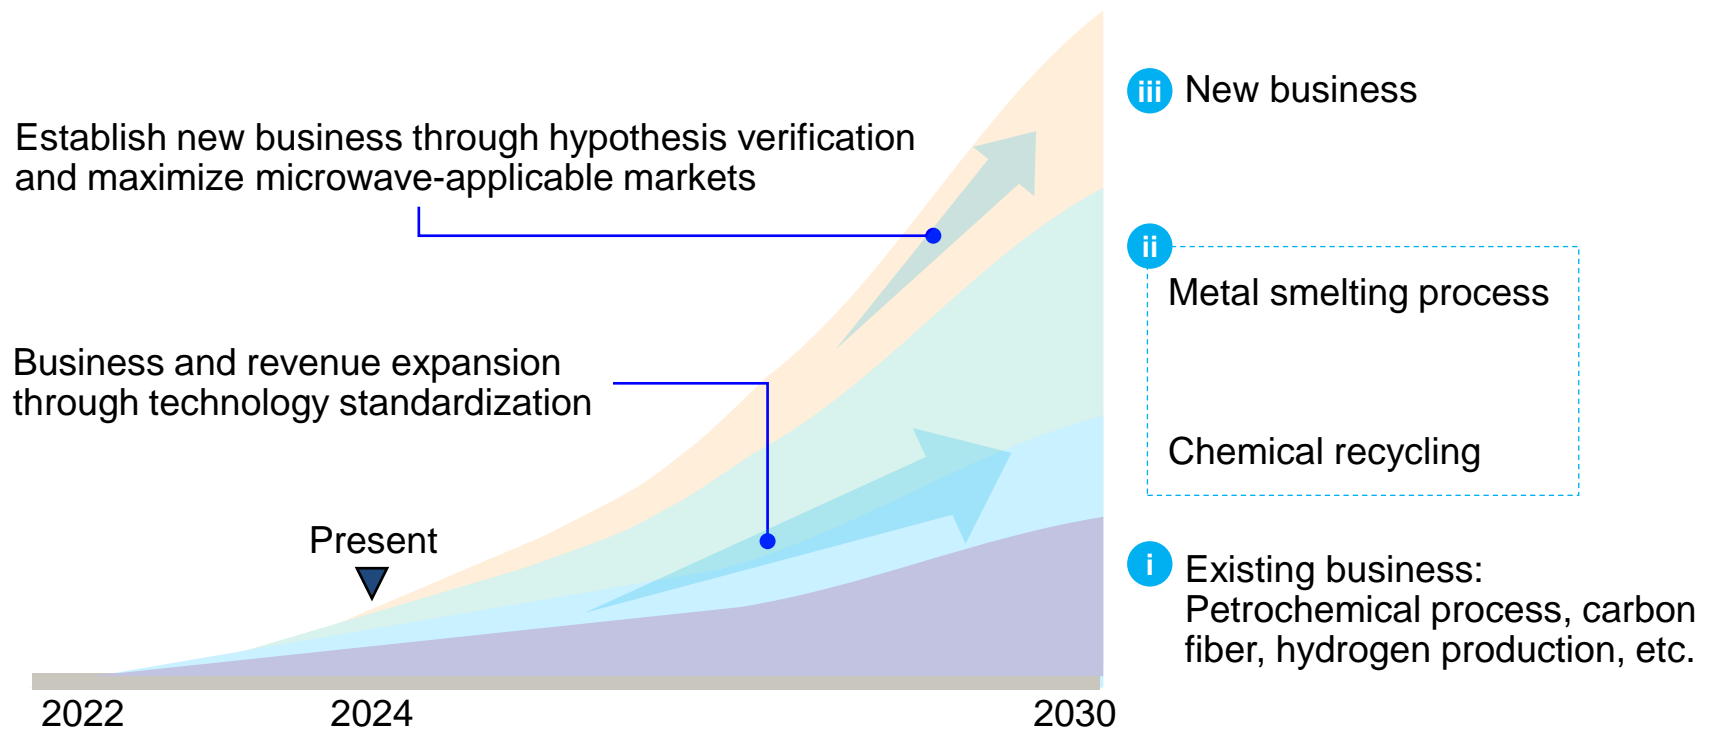 iii New business
Establish new business through hypothesis verification
and maximize microwave-applicable markets
ii
Metal smelting process
Business and revenue expansion
through technology standardization
Chemical recycling
Present
i Existing business:
Petrochemical process, carbon
fiber, hydrogen production, etc.
2022 2024 2030